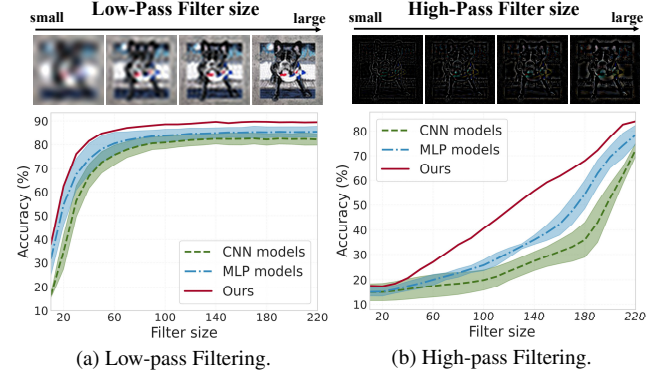 Low-Pass Filter size
small large
90
80
70
60
50
40
30
20
10
Accuracy (%)
CNN models
MLP models
Ours
20 60 100 140 180 220
Filter size
(a) Low-pass Filtering.
High-Pass Filter size
small large
80
70
60
50
40
30
20
10
Accuracy (%)
CNN models
MLP models
Ours
20 60 100 140 180 220
Filter size
(b) High-pass Filtering.